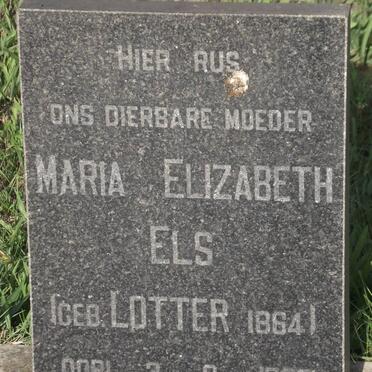 HIER RUS
ONS DIERBARE MOEDER
MARIA ELIZABETH
ELS
(GEB. LOTTER 1864)